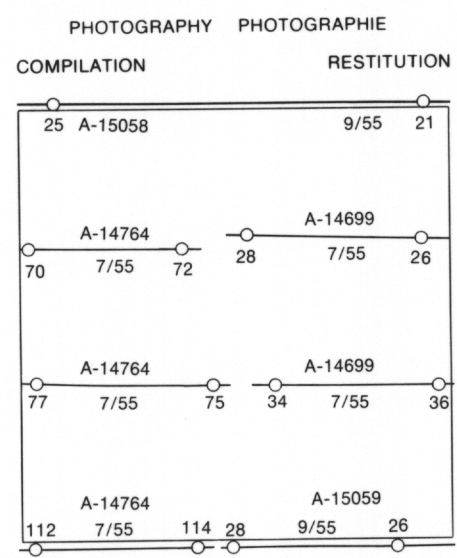 PHOTOGRAPHY PHOTOGRAPHIE
COMPILATION RESTITUTION
25 A-15058 9/55 21
A-14764 A-14699
70 7/55 72 28 7/55 26
A-14764 A-14699
77 7/55 75 34 7/55 36
A-14764 A-15059
112 7/55 114 28 9/55 26